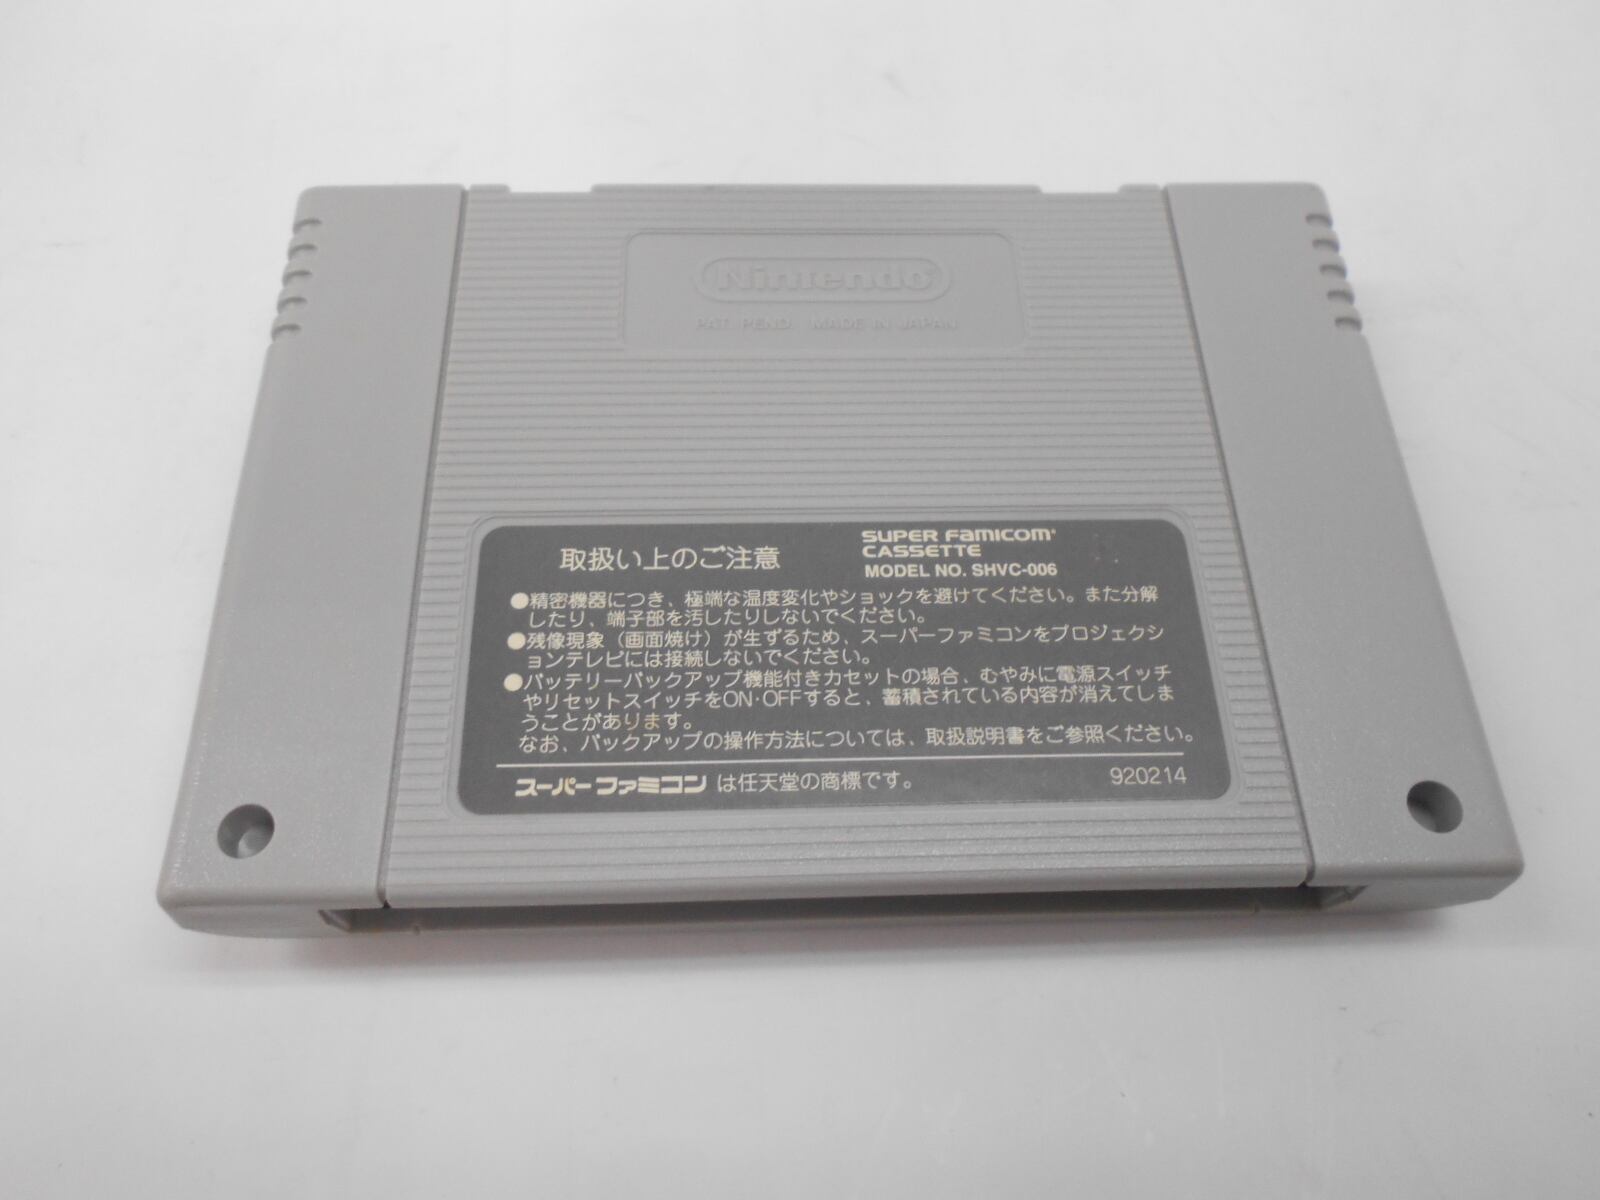 Nintendo
PAT. PEND. MADE IN JAPAN
取扱い上のご注意
SUPER FAMICOM
CASSETTE
MODEL NO. SHVC-006
●精密機器につき、極端な温度変化やショックを避けてください。また分解
したり、端子部を汚したりしないでください。
●残像現象（画面焼け）が生ずるため、スーパーファミコンをプロジェクシ
ョンテレビには接続しないでください。
●バッテリーバックアップ機能付きカセットの場合、むやみに電源スイッチ
やリセットスイッチをON・OFFすると、蓄積されている内容が消えてしま
うことがあります。
なお、バックアップの操作方法については、取扱説明書をご参照ください。
スーパーファミコン は任天堂の商標です。
920214